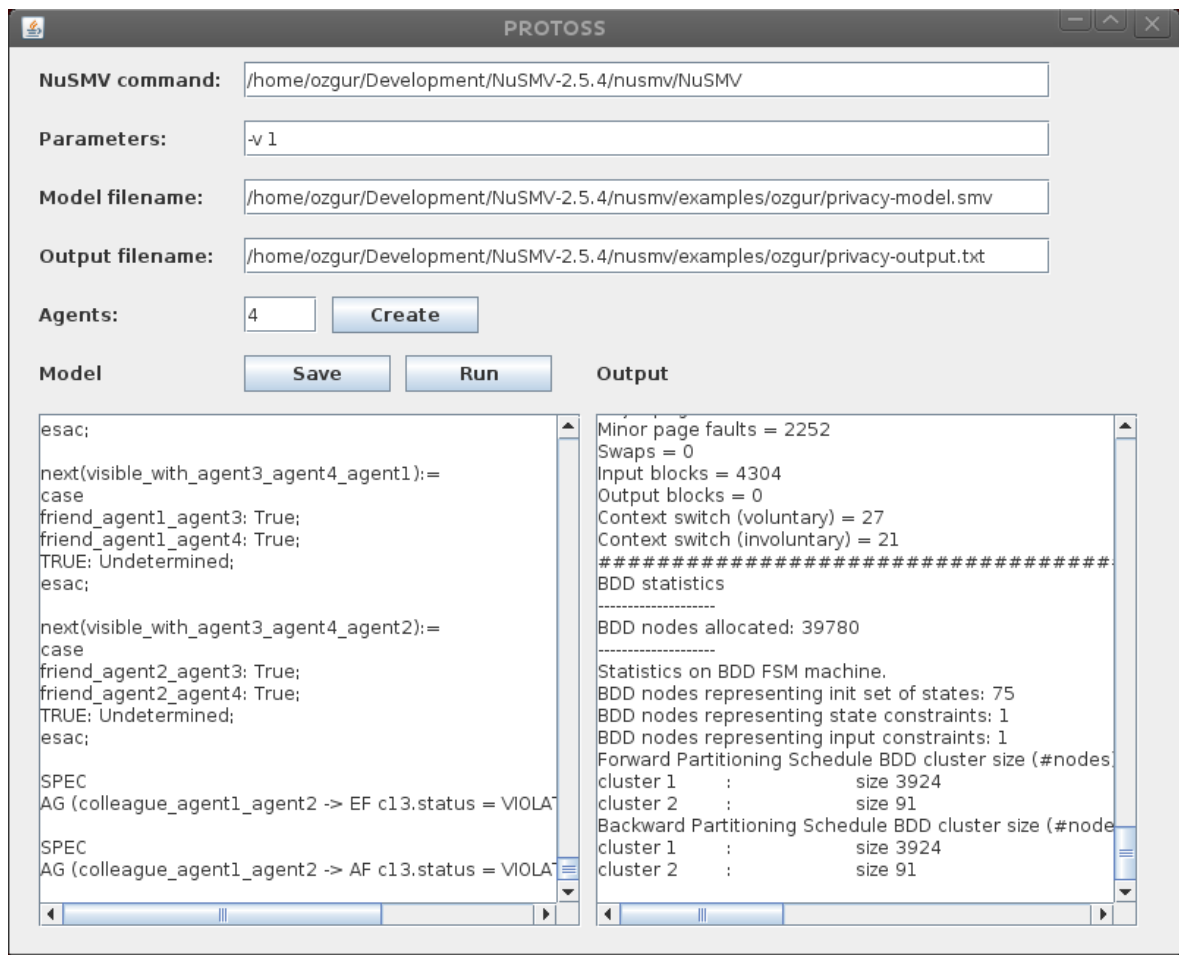 PROTOSS
NuSMV command: /home/ozgur/Development/NuSMV-2.5.4/nusmv/NuSMV
Parameters: -v 1
Model filename: /home/ozgur/Development/NuSMV-2.5.4/nusmv/examples/ozgur/privacy-model.smv
Output filename: /home/ozgur/Development/NuSMV-2.5.4/nusmv/examples/ozgur/privacy-output.txt
Agents: 4 Create
Model Save Run Output
esac;
next(visible_with_agent3_agent4_agent1):=
case
friend_agent1_agent3: True;
friend_agent1_agent4: True;
TRUE: Undetermined;
esac;
next(visible_with_agent3_agent4_agent2):=
case
friend_agent2_agent3: True;
friend_agent2_agent4: True;
TRUE: Undetermined;
esac;
SPEC
AG (colleague_agent1_agent2 -> EF c13.status = VIOLAT
SPEC
AG (colleague_agent1_agent2 -> AF c13.status = VIOLAT
Minor page faults = 2252
Swaps = 0
Input blocks = 4304
Output blocks = 0
Context switch (voluntary) = 27
Context switch (involuntary) = 21
###################################
BDD statistics
--------------------
BDD nodes allocated: 39780
--------------------
Statistics on BDD FSM machine.
BDD nodes representing init set of states: 75
BDD nodes representing state constraints: 1
BDD nodes representing input constraints: 1
Forward Partitioning Schedule BDD cluster size (#nodes)
cluster 1 : size 3924
cluster 2 : size 91
Backward Partitioning Schedule BDD cluster size (#node
cluster 1 : size 3924
cluster 2 : size 91